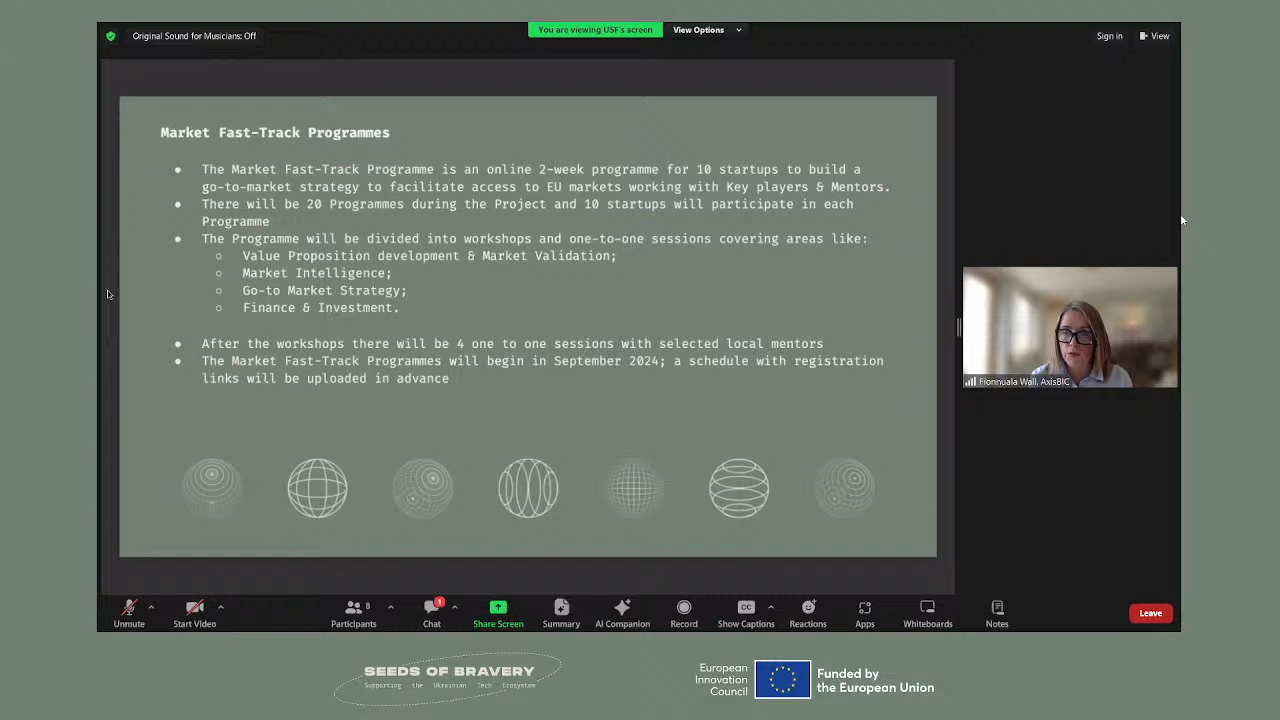 Original Sound for Musicians: Off
You are viewing USF's screen
View Options
Sign in
View
Market Fast-Track Programmes
● The Market Fast-Track Programme is an online 2-week programme for 10 startups to build a
go-to-market strategy to facilitate access to EU markets working with Key players & Mentors.
● There will be 20 Programmes during the Project and 10 startups will participate in each
Programme
● The Programme will be divided into workshops and one-to-one sessions covering areas like:
○ Value Proposition development & Market Validation;
○ Market Intelligence;
○ Go-to Market Strategy;
○ Finance & Investment.
● After the workshops there will be 4 one to one sessions with selected local mentors
● The Market Fast-Track Programmes will begin in September 2024; a schedule with registration
links will be uploaded in advance
Fionnuala Wall, AxisBIC
Unmute
Start Video
8
Participants
1
Chat
Share Screen
Summary
AI Companion
Record
CC
Show Captions
Reactions
Apps
Whiteboards
Notes
Leave
SEEDS OF BRAVERY
Supporting the Ukrainian Tech Ecosystem
European
Innovation
Council
Funded by
the European Union